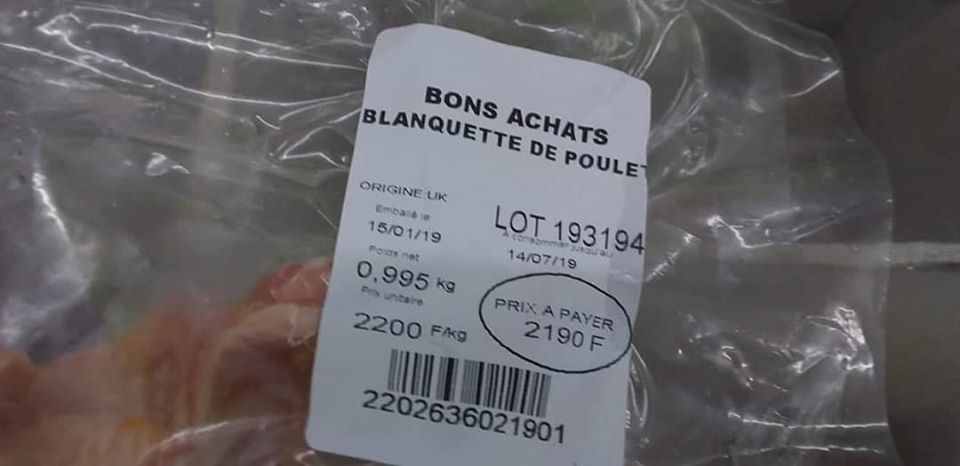 BONS ACHATS
BLANQUETTE DE POULET
ORIGINE:UK
Emballé le
15/01/19
LOT 193194
A consommer jusqu'au
14/07/19
Poids net
0,995 kg
Prix unitaire
2200 F/kg
PRIX A PAYER
2190 F
2202636021901